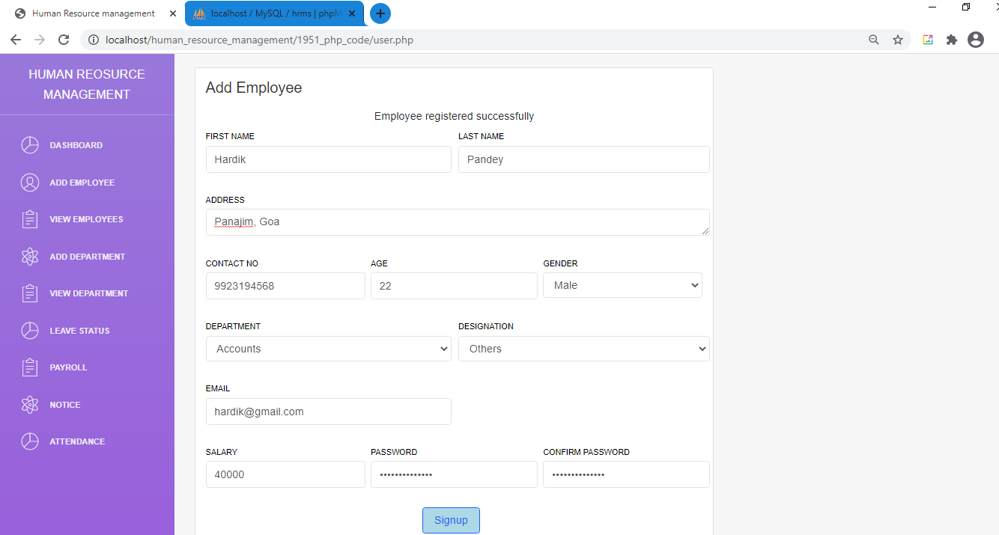 Human Resource management
localhost / MySQL / hrms | phpM
localhost/human_resource_management/1951_php_code/user.php
HUMAN REOSURCE
MANAGEMENT
DASHBOARD
ADD EMPLOYEE
VIEW EMPLOYEES
ADD DEPARTMENT
VIEW DEPARTMENT
LEAVE STATUS
PAYROLL
NOTICE
ATTENDANCE
Add Employee
Employee registered successfully
FIRST NAME LAST NAME
Hardik Pandey
ADDRESS
Panajim, Goa
CONTACT NO AGE GENDER
9923194568 22 Male
DEPARTMENT DESIGNATION
Accounts Others
EMAIL
hardik@gmail.com
SALARY PASSWORD CONFIRM PASSWORD
40000 •••••••••••••• ••••••••••••••
Signup